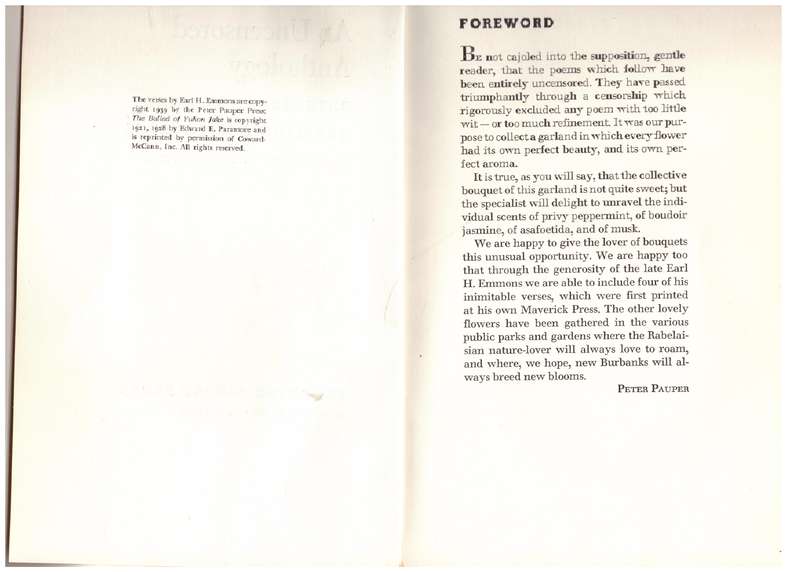 The verses by Earl H. Emmons are copy-
right 1939 by the Peter Pauper Press;
The Ballad of Yukon Jake is copyright
1921, 1928 by Edward E. Paramore and
is reprinted by permission of Coward-
McCann, Inc. All rights reserved.
FOREWORD
BE not cajoled into the supposition, gentle
reader, that the poems which follow have
been entirely uncensored. They have passed
triumphantly through a censorship which
rigorously excluded any poem with too little
wit — or too much refinement. It was our pur-
pose to collect a garland in which every flower
had its own perfect beauty, and its own per-
fect aroma.
It is true, as you will say, that the collective
bouquet of this garland is not quite sweet; but
the specialist will delight to unravel the indi-
vidual scents of privy peppermint, of boudoir
jasmine, of asafoetida, and of musk.
We are happy to give the lover of bouquets
this unusual opportunity. We are happy too
that through the generosity of the late Earl
H. Emmons we are able to include four of his
inimitable verses, which were first printed
at his own Maverick Press. The other lovely
flowers have been gathered in the various
public parks and gardens where the Rabelai-
sian nature-lover will always love to roam,
and where, we hope, new Burbanks will al-
ways breed new blooms.
PETER PAUPER
An Uncensored
Anthology